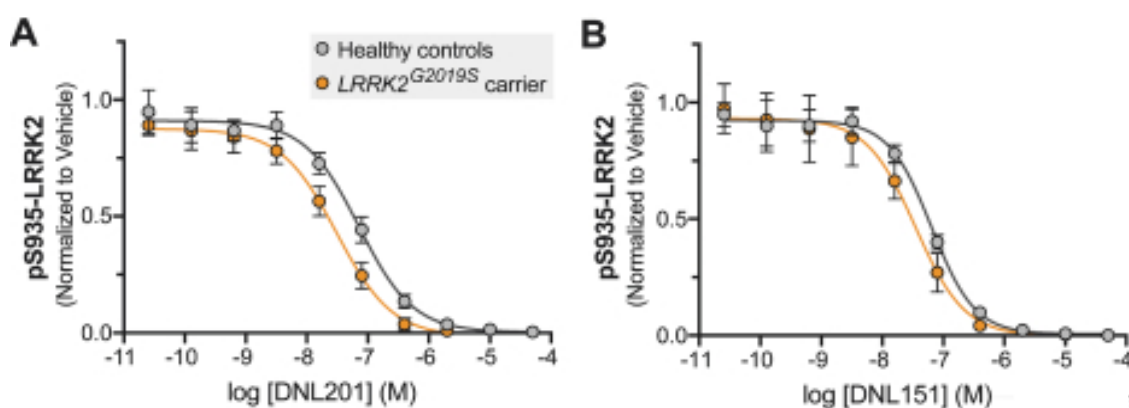 A
Healthy controls
LRRK2G2019S carrier
pS935-LRRK2
(Normalized to Vehicle)
1.0
0.5
0.0
-11 -10 -9 -8 -7 -6 -5 -4
log [DNL201] (M)
B
pS935-LRRK2
(Normalized to Vehicle)
1.0
0.5
0.0
-11 -10 -9 -8 -7 -6 -5 -4
log [DNL151] (M)